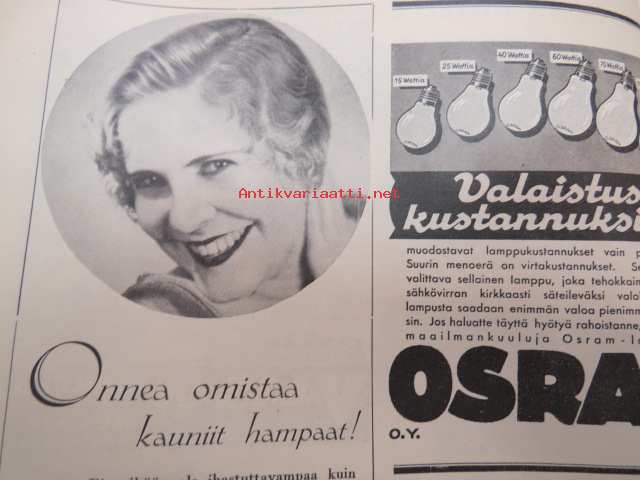 Antikvariaatti.net
Onnea omistaa
kauniit hampaat!
ihastuttavampaa kuin
15 Wattia
25 Wattia
40 Wattia
60 Wattia
75 Wattia
Valaistus
kustannuksi
muodostavat lamppukustannukset vain p
Suurin menoerä on virtakustannukset. Se
valittava sellainen lamppu, joka tehokkain
sähkövirran kirkkaasti säteileväksi valo
lampusta saadaan enimmän valoa pienimm
sin. Jos haluatte täyttä hyötyä rahoistanne,
maailmankuuluja Osram-l
OSRA
O.Y.